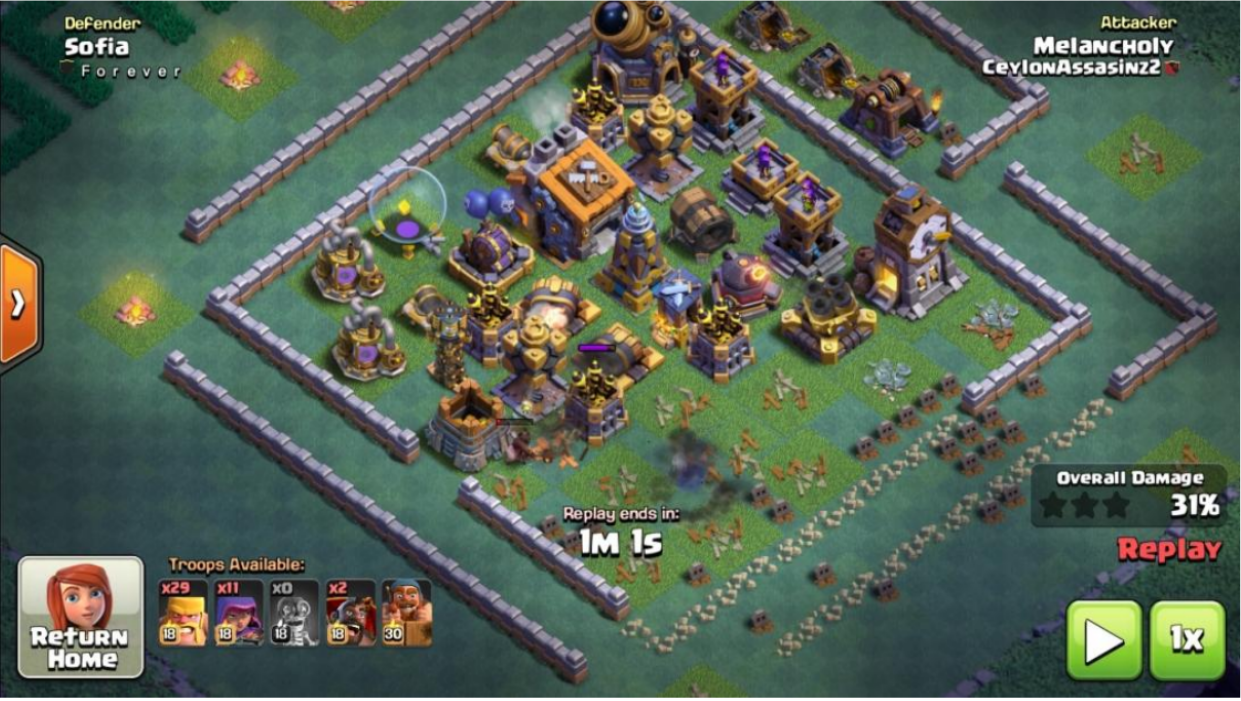 Defender
Sofia
Forever
Attacker
Melancholy
CeylonAssasinz2
Overall Damage
31%
Replay ends in:
1M 1s
Replay
Troops Available:
x29 x11 x0 x2
18 18 18 18 30
Return
Home
1x